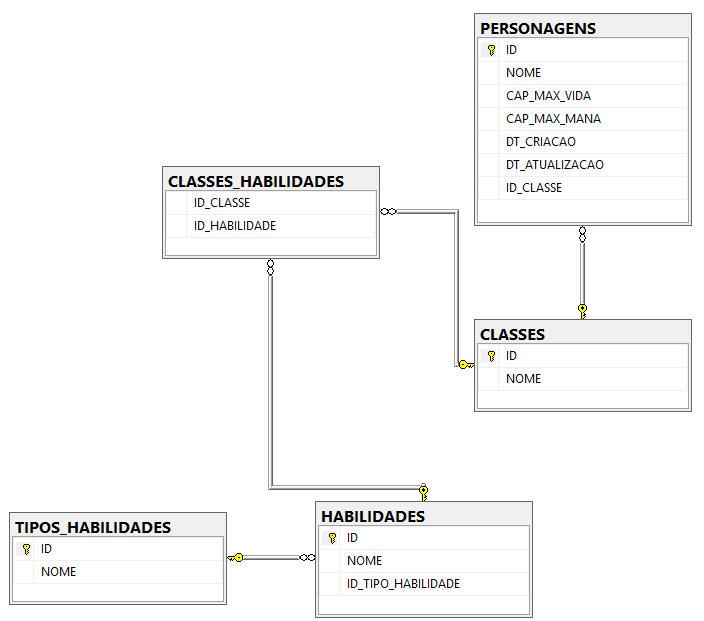 PERSONAGENS
ID
NOME
CAP_MAX_VIDA
CAP_MAX_MANA
DT_CRIACAO
DT_ATUALIZACAO
ID_CLASSE
CLASSES_HABILIDADES
ID_CLASSE
ID_HABILIDADE
CLASSES
ID
NOME
TIPOS_HABILIDADES
ID
NOME
HABILIDADES
ID
NOME
ID_TIPO_HABILIDADE